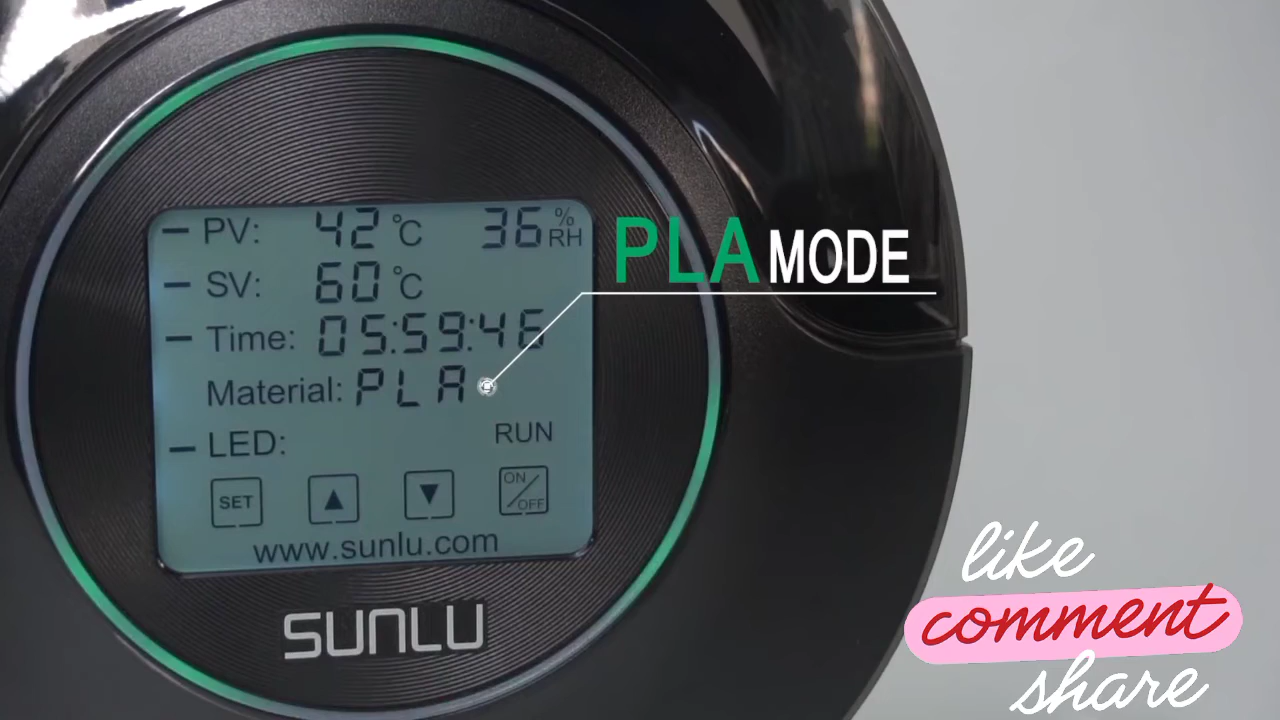 PV: 42 °C 36 % RH
SV: 60 °C
Time: 05:59:46
Material: PLA
LED: RUN
SET ▲ ▼ ON/OFF
www.sunlu.com
SUNLU
PLA MODE
like
comment
share